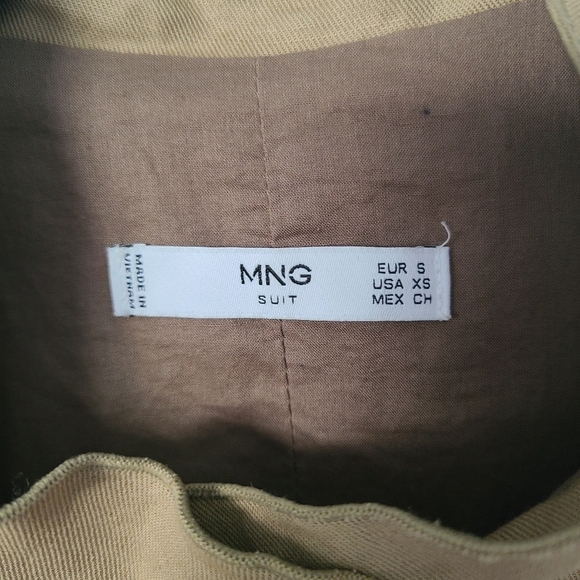 MADE IN
VIETNAM
MNG
SUIT
EUR S
USA XS
MEX CH